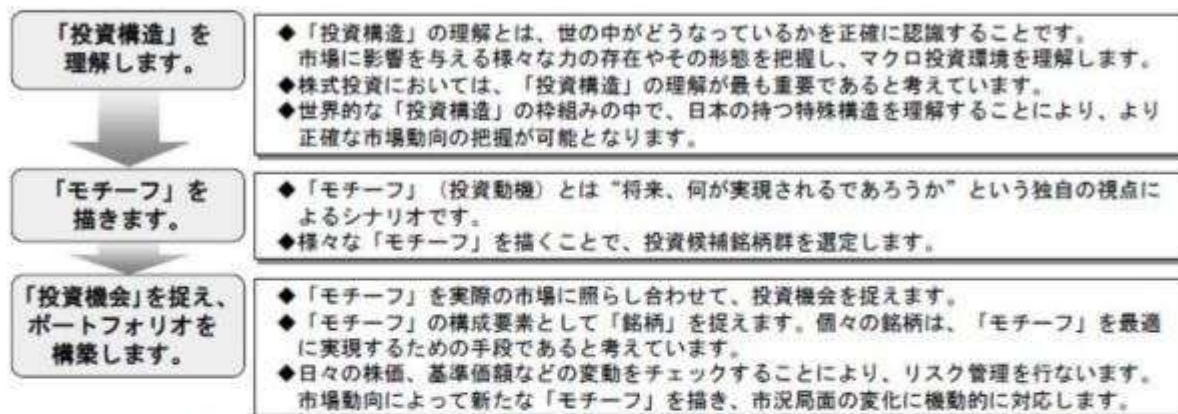 「投資構造」を
理解します。
◆「投資構造」の理解とは、世の中がどうなっているかを正確に認識することです。
市場に影響を与える様々な力の存在やその形態を把握し、マクロ投資環境を理解します。
◆株式投資においては、「投資構造」の理解が最も重要であると考えています。
◆世界的な「投資構造」の枠組みの中で、日本の持つ特殊構造を理解することにより、より
正確な市場動向の把握が可能となります。
「モチーフ」を
描きます。
◆「モチーフ」（投資動機）とは“将来、何が実現されるであろうか”という独自の視点に
よるシナリオです。
◆様々な「モチーフ」を描くことで、投資候補銘柄群を選定します。
「投資機会」を捉え、
ポートフォリオを
構築します。
◆「モチーフ」を実際の市場に照らし合わせて、投資機会を捉えます。
◆「モチーフ」の構成要素として「銘柄」を捉えます。個々の銘柄は、「モチーフ」を最適
に実現するための手段であると考えています。
◆日々の株価、基準価額などの変動をチェックすることにより、リスク管理を行ないます。
市場動向によって新たな「モチーフ」を描き、市況局面の変化に機動的に対応します。